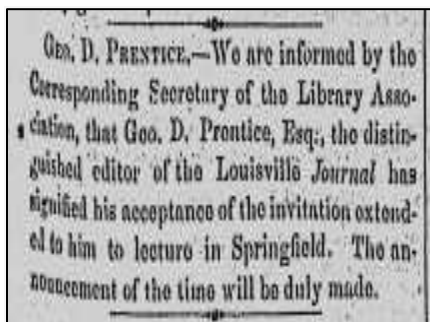 GEO. D. PRENTICE.—We are informed by the
Corresponding Secretary of the Library Asso-
ciation, that Geo. D. Prentice, Esq., the distin-
guished editor of the Louisville Journal has
signified his acceptance of the invitation extend-
ed to him to lecture in Springfield. The an-
nouncement of the time will be duly made.